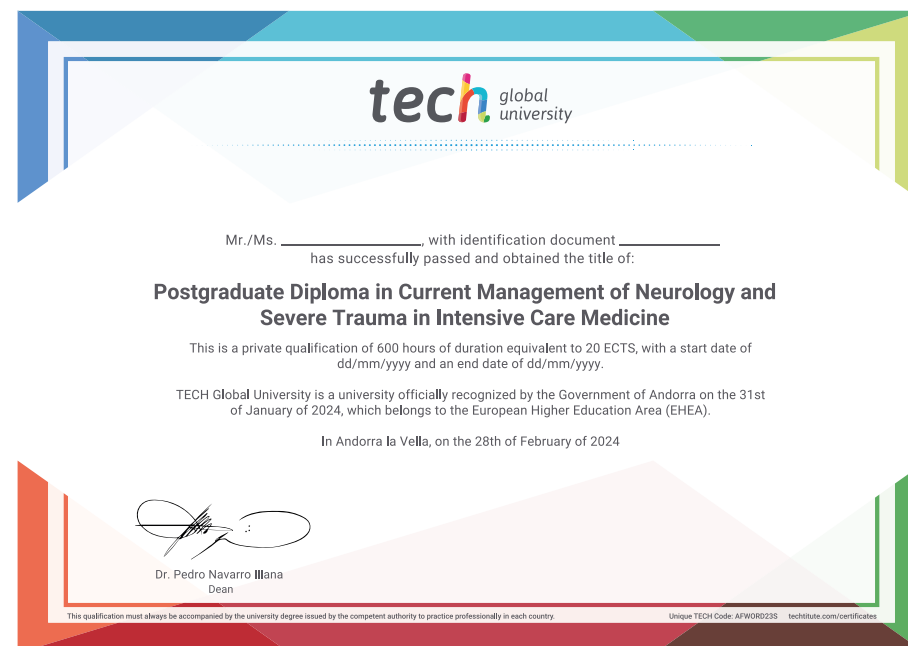 tech global
university
Mr./Ms. ____________, with identification document ____________
has successfully passed and obtained the title of:
Postgraduate Diploma in Current Management of Neurology and
Severe Trauma in Intensive Care Medicine
This is a private qualification of 600 hours of duration equivalent to 20 ECTS, with a start date of
dd/mm/yyyy and an end date of dd/mm/yyyy.
TECH Global University is a university officially recognized by the Government of Andorra on the 31st
of January of 2024, which belongs to the European Higher Education Area (EHEA).
In Andorra la Vella, on the 28th of February of 2024
Dr. Pedro Navarro Illana
Dean
This qualification must always be accompanied by the university degree issued by the competent authority to practice professionally in each country.
Unique TECH Code: AFWORD23S techtitute.com/certificates